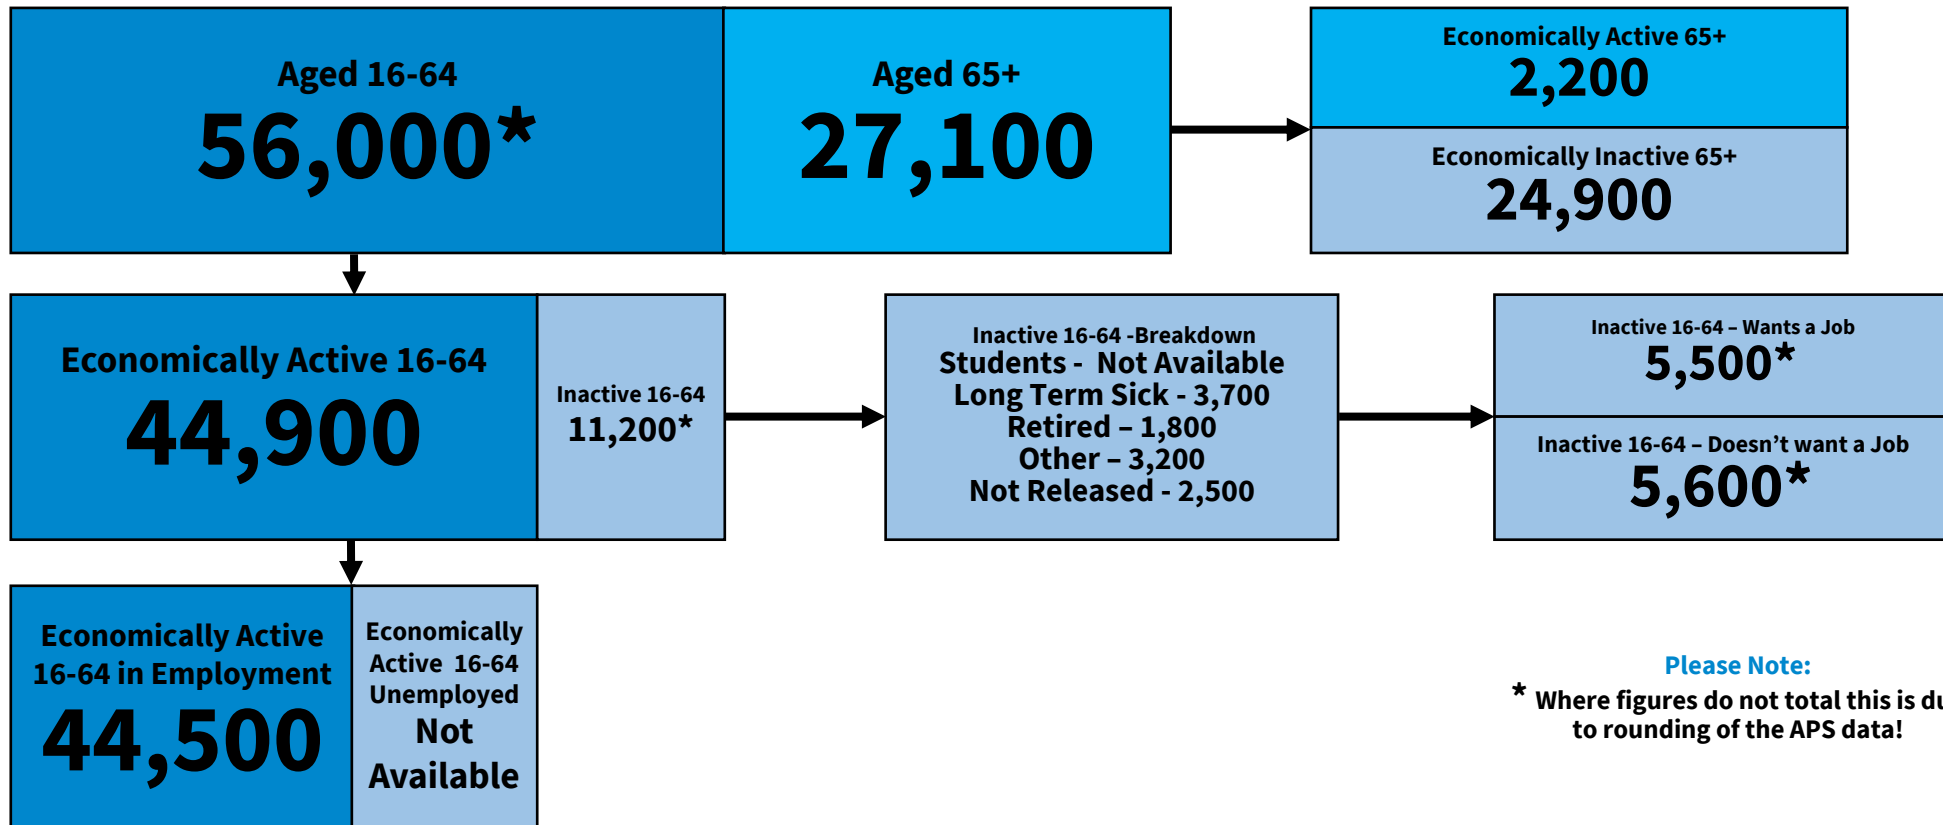 Aged 16-64
56,000*
Aged 65+
27,100
Economically Active 65+
2,200
Economically Inactive 65+
24,900
Economically Active 16-64
44,900
Inactive 16-64
11,200*
Inactive 16-64 -Breakdown
Students - Not Available
Long Term Sick - 3,700
Retired – 1,800
Other – 3,200
Not Released - 2,500
Inactive 16-64 – Wants a Job
5,500*
Inactive 16-64 – Doesn’t want a Job
5,600*
Economically Active
16-64 in Employment
44,500
Economically
Active 16-64
Unemployed
Not
Available
Please Note:
* Where figures do not total this is du
to rounding of the APS data!